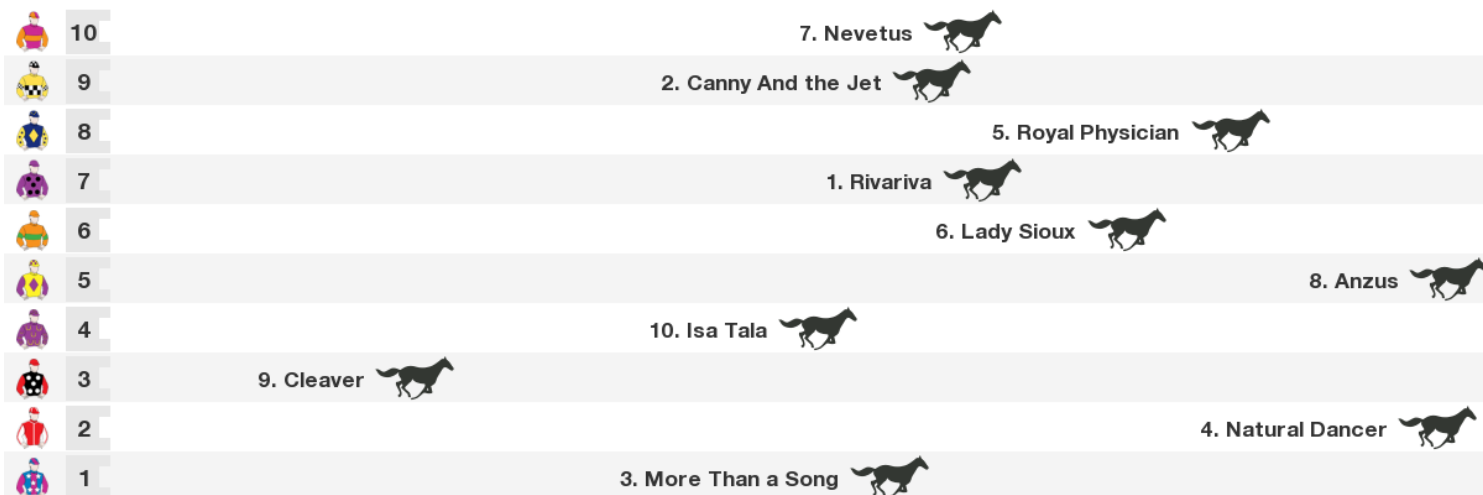 10 7. Nevetus
9 2. Canny And the Jet
8 5. Royal Physician
7 1. Rivariva
6 6. Lady Sioux
5 8. Anzus
4 10. Isa Tala
3 9. Cleaver
2 4. Natural Dancer
1 3. More Than a Song